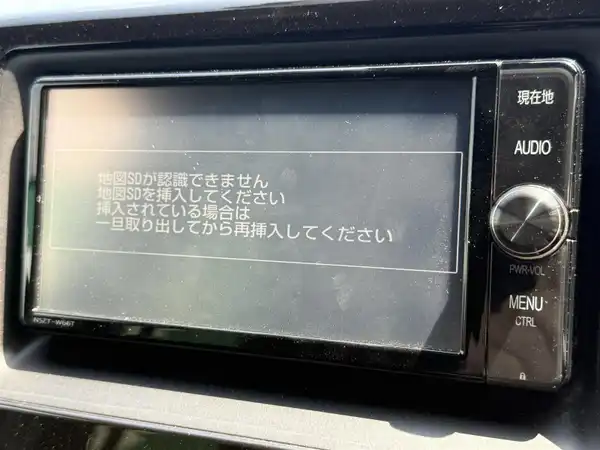 地図SDが認識できません
地図SDを挿入してください
挿入されている場合は
一旦取り出してから再挿入してください
NSZT-W66T
現在地
AUDIO
PWR-VOL
MENU
CTRL